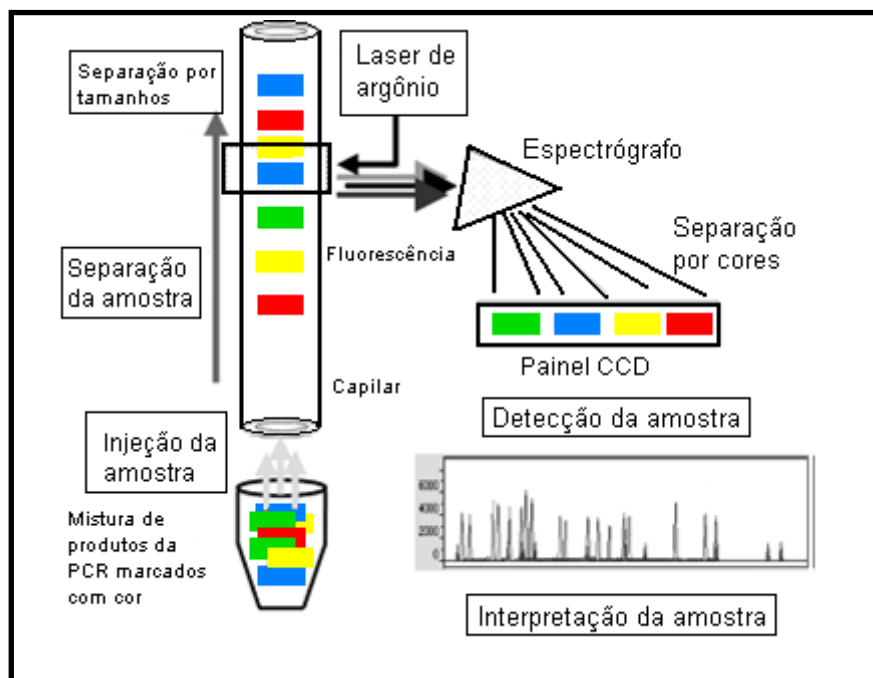 Separação por
tamanhos
Laser de
argônio
Espectrógrafo
Separação
por cores
Separação
da amostra
Fluorescência
Painel CCD
Capilar
Detecção da amostra
Injeção da
amostra
Mistura de
produtos da
PCR marcados
com cor
6000
4000
2000
0
Interpretação da amostra